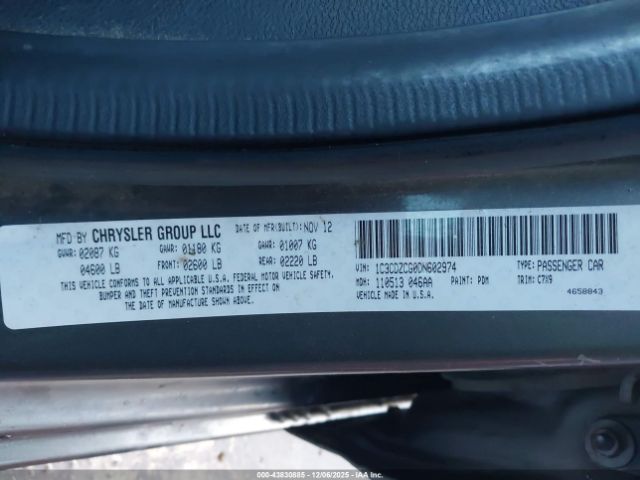 MFD BY CHRYSLER GROUP LLC DATE OF MFR(BUILT): NOV 12
GVWR: 02087 KG GAWR: 01180 KG GAWR: 01007 KG
04600 LB FRONT: 02600 LB REAR: 02220 LB
THIS VEHICLE CONFORMS TO ALL APPLICABLE U.S.A. FEDERAL MOTOR VEHICLE SAFETY,
BUMPER AND THEFT PREVENTION STANDARDS IN EFFECT ON
THE DATE OF MANUFACTURE SHOWN ABOVE.
VIN: 1C3CDZCG0DN602974 TYPE: PASSENGER CAR
MDH: 110513 046AA PAINT: PDM TRIM: C7X9
VEHICLE MADE IN U.S.A. 4658843
000-43830885 | 12/06/2025 | IAA Inc.